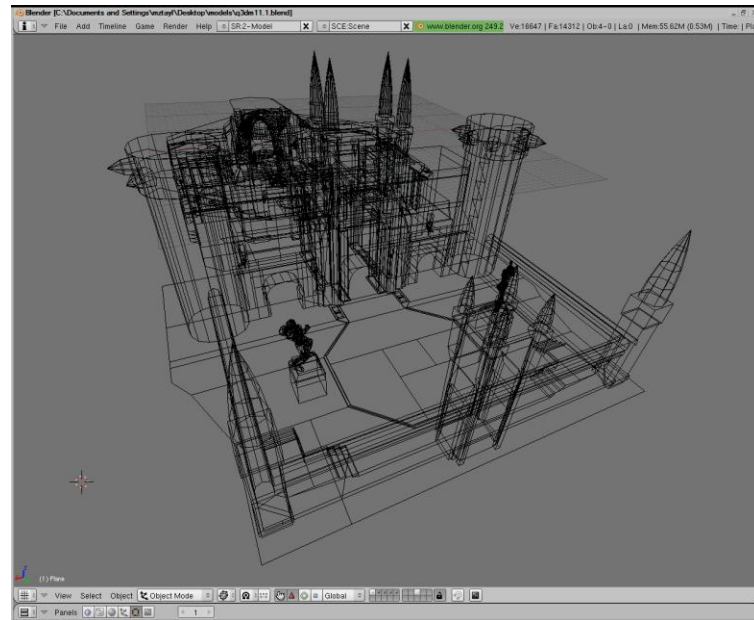 Blender [C:\Documents and Settings\mztayf\Desktop\models\q3dm11.1.blend]
File Add Timeline Game Render Help SR:2-Model X SCE:Scene X www.blender.org 249.2 Ve:16647 | Fa:14312 | Ob:4-0 | La:0 | Mem:55.62M (0.53M) | Time: |
(1) Plane
View Select Object Object Mode Global
Panels 1